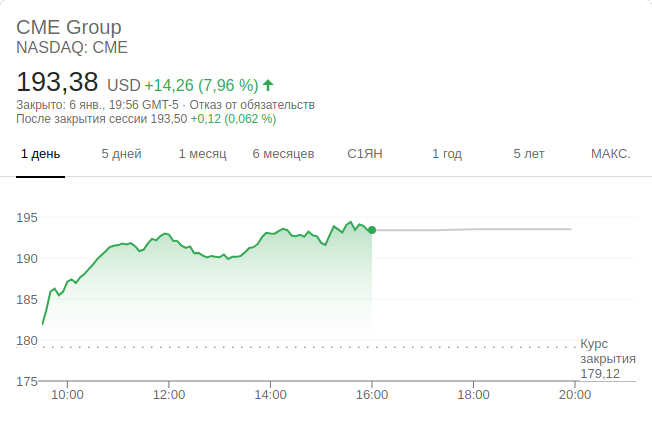 CME Group
NASDAQ: CME
193,38 USD +14,26 (7,96 %)
Закрыто: 6 янв., 19:56 GMT-5 · Отказ от обязательств
После закрытия сессии 193,50 +0,12 (0,062 %)
1 день 5 дней 1 месяц 6 месяцев С1ЯН 1 год 5 лет МАКС.
195
190
185
180
Курс
закрытия
179,12
175
10:00 12:00 14:00 16:00 18:00 20:00